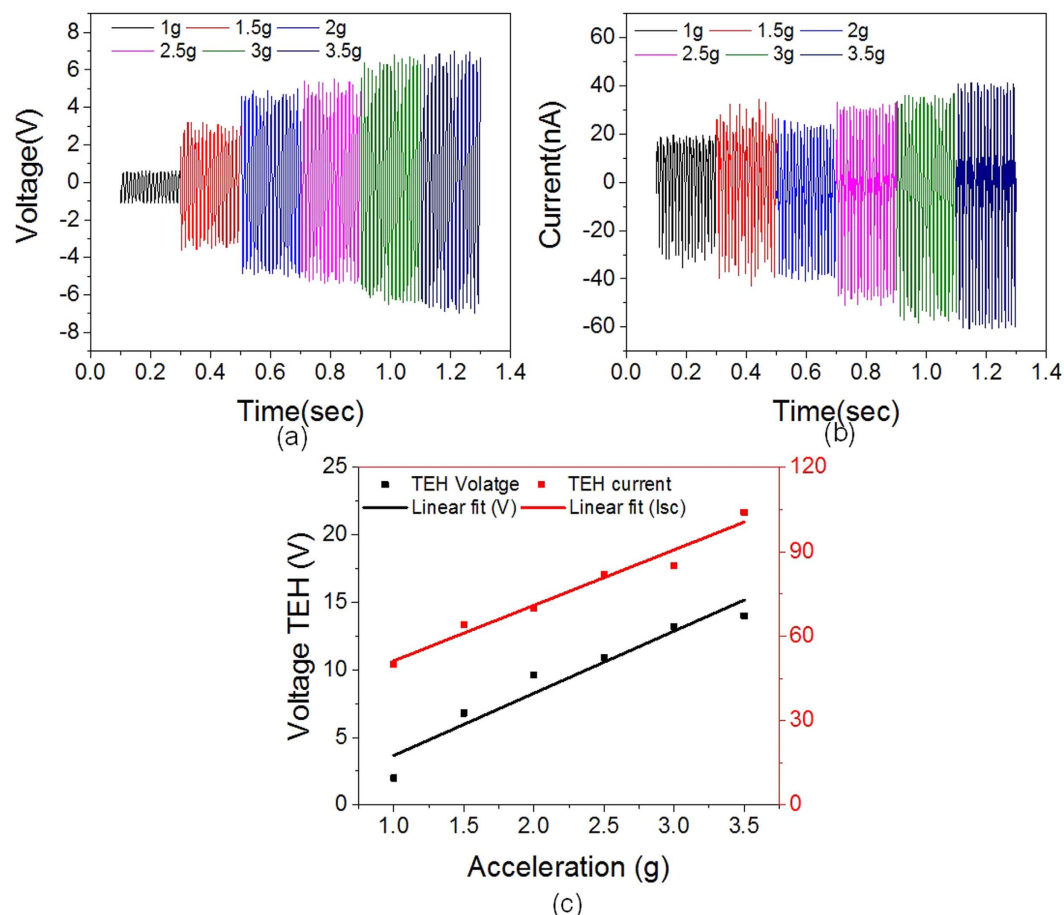 1g 1.5g 2g
2.5g 3g 3.5g
8
6
4
2
0
-2
-4
-6
-8
Voltage(V)
0.0 0.2 0.4 0.6 0.8 1.0 1.2 1.4
Time(sec)
(a)
1g 1.5g 2g
2.5g 3g 3.5g
60
40
20
0
-20
-40
-60
Current(nA)
0.0 0.2 0.4 0.6 0.8 1.0 1.2 1.4
Time(sec)
(b)
TEH Volatge TEH current
Linear fit (V) Linear fit (Isc)
25
20
15
10
5
0
Voltage TEH (V)
120
90
60
30
0
1.0 1.5 2.0 2.5 3.0 3.5
Acceleration (g)
(c)